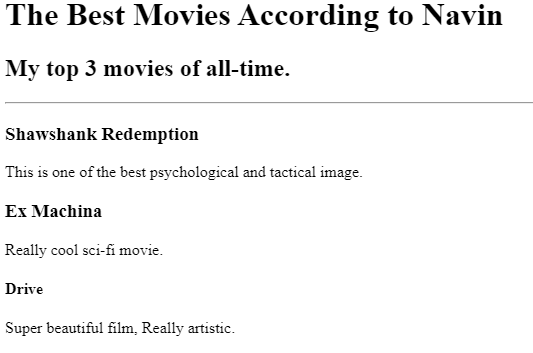 The Best Movies According to Navin
My top 3 movies of all-time.
Shawshank Redemption
This is one of the best psychological and tactical image.
Ex Machina
Really cool sci-fi movie.
Drive
Super beautiful film, Really artistic.